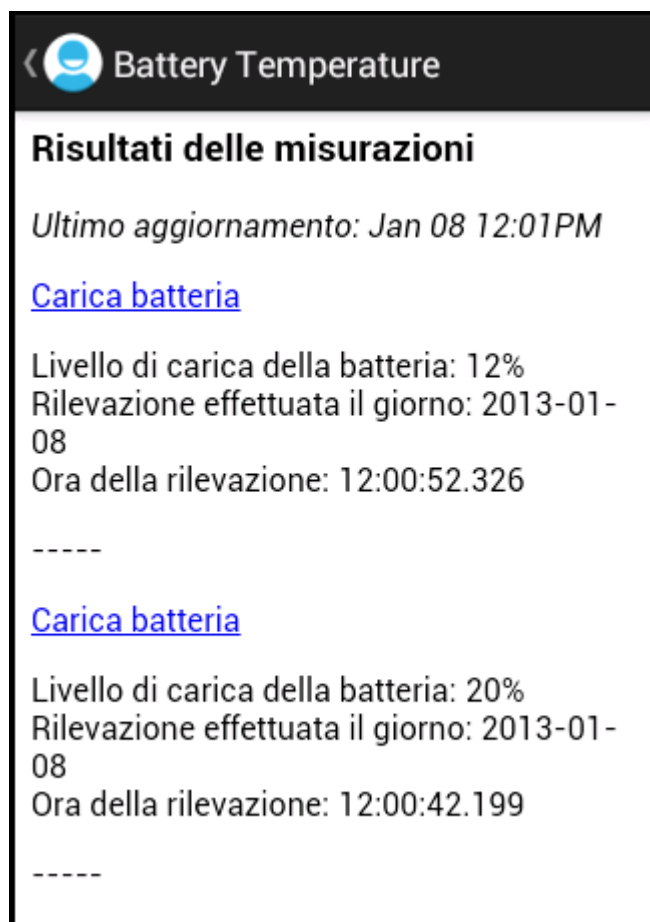 Battery Temperature
Risultati delle misurazioni
Ultimo aggiornamento: Jan 08 12:01PM
Carica batteria
Livello di carica della batteria: 12%
Rilevazione effettuata il giorno: 2013-01-
08
Ora della rilevazione: 12:00:52.326
-----
Carica batteria
Livello di carica della batteria: 20%
Rilevazione effettuata il giorno: 2013-01-
08
Ora della rilevazione: 12:00:42.199
-----